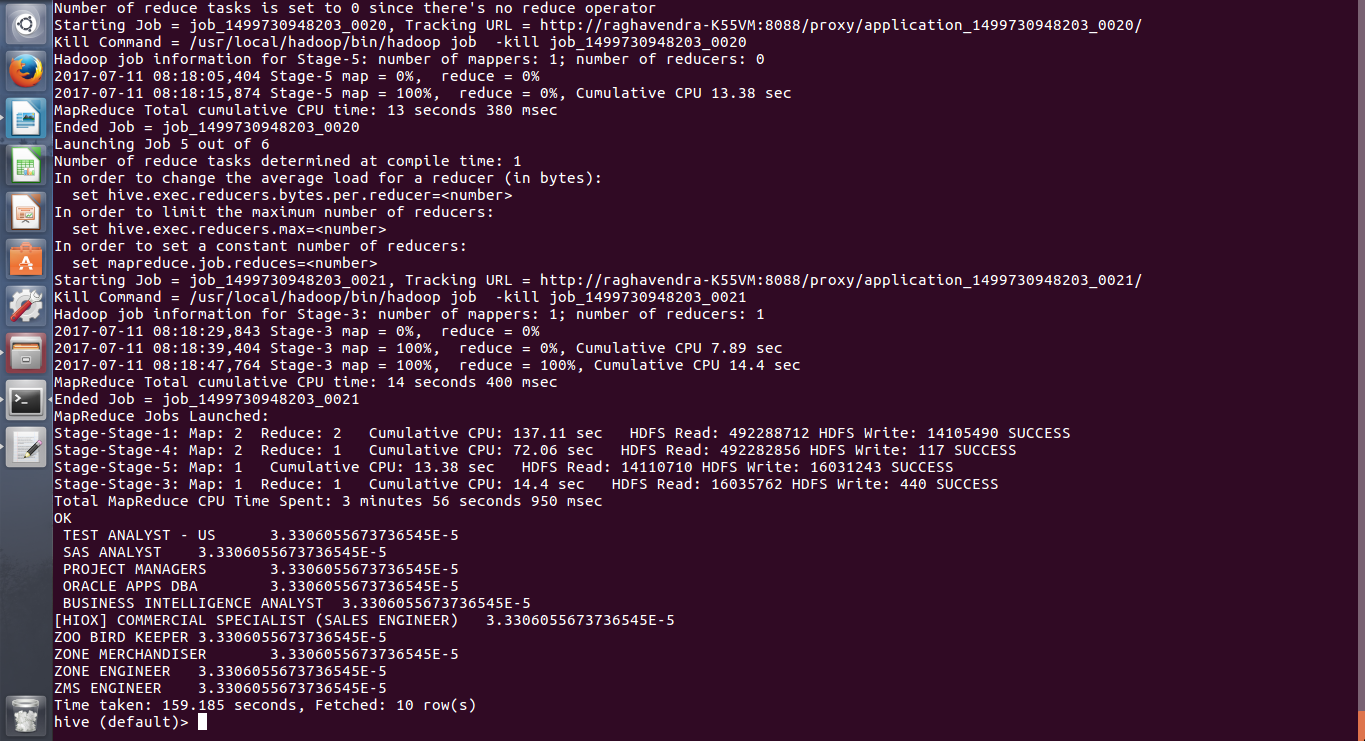 Number of reduce tasks is set to 0 since there's no reduce operator
Starting Job = job_1499730948203_0020, Tracking URL = http://raghavendra-K55VM:8088/proxy/application_1499730948203_0020/
Kill Command = /usr/local/hadoop/bin/hadoop job  -kill job_1499730948203_0020
Hadoop job information for Stage-5: number of mappers: 1; number of reducers: 0
2017-07-11 08:18:05,404 Stage-5 map = 0%,  reduce = 0%
2017-07-11 08:18:15,874 Stage-5 map = 100%,  reduce = 0%, Cumulative CPU 13.38 sec
MapReduce Total cumulative CPU time: 13 seconds 380 msec
Ended Job = job_1499730948203_0020
Launching Job 5 out of 6
Number of reduce tasks determined at compile time: 1
In order to change the average load for a reducer (in bytes):
  set hive.exec.reducers.bytes.per.reducer=<number>
In order to limit the maximum number of reducers:
  set hive.exec.reducers.max=<number>
In order to set a constant number of reducers:
  set mapreduce.job.reduces=<number>
Starting Job = job_1499730948203_0021, Tracking URL = http://raghavendra-K55VM:8088/proxy/application_1499730948203_0021/
Kill Command = /usr/local/hadoop/bin/hadoop job  -kill job_1499730948203_0021
Hadoop job information for Stage-3: number of mappers: 1; number of reducers: 1
2017-07-11 08:18:29,843 Stage-3 map = 0%,  reduce = 0%
2017-07-11 08:18:39,404 Stage-3 map = 100%,  reduce = 0%, Cumulative CPU 7.89 sec
2017-07-11 08:18:47,764 Stage-3 map = 100%,  reduce = 100%, Cumulative CPU 14.4 sec
MapReduce Total cumulative CPU time: 14 seconds 400 msec
Ended Job = job_1499730948203_0021
MapReduce Jobs Launched:
Stage-Stage-1: Map: 2  Reduce: 2   Cumulative CPU: 137.11 sec   HDFS Read: 492288712 HDFS Write: 14105490 SUCCESS
Stage-Stage-4: Map: 2  Reduce: 1   Cumulative CPU: 72.06 sec   HDFS Read: 492282856 HDFS Write: 117 SUCCESS
Stage-Stage-5: Map: 1   Cumulative CPU: 13.38 sec   HDFS Read: 14110710 HDFS Write: 16031243 SUCCESS
Stage-Stage-3: Map: 1  Reduce: 1   Cumulative CPU: 14.4 sec   HDFS Read: 16035762 HDFS Write: 440 SUCCESS
Total MapReduce CPU Time Spent: 3 minutes 56 seconds 950 msec
OK
 TEST ANALYST - US      3.3306055673736545E-5
 SAS ANALYST    3.3306055673736545E-5
 PROJECT MANAGERS       3.3306055673736545E-5
 ORACLE APPS DBA        3.3306055673736545E-5
 BUSINESS INTELLIGENCE ANALYST  3.3306055673736545E-5
[HIOX] COMMERCIAL SPECIALIST (SALES ENGINEER)   3.3306055673736545E-5
ZOO BIRD KEEPER 3.3306055673736545E-5
ZONE MERCHANDISER       3.3306055673736545E-5
ZONE ENGINEER   3.3306055673736545E-5
ZMS ENGINEER    3.3306055673736545E-5
Time taken: 159.185 seconds, Fetched: 10 row(s)
hive (default)>